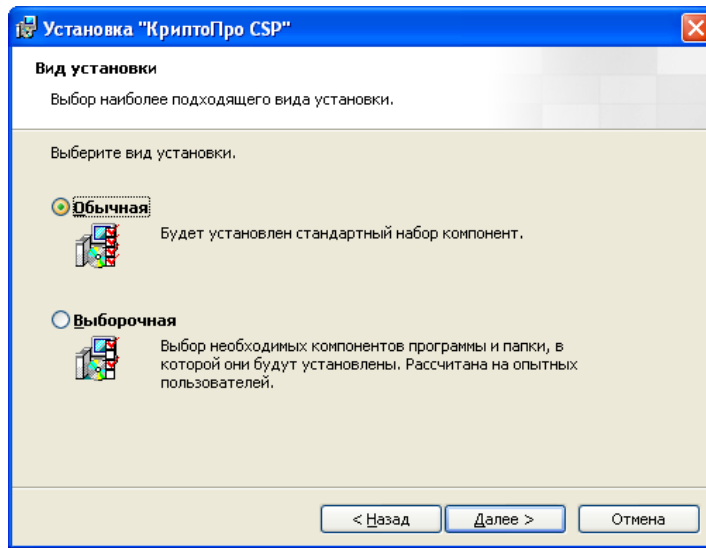 Установка "КриптоПро CSP"
Вид установки
Выбор наиболее подходящего вида установки.
Выберите вид установки.
Обычная
Будет установлен стандартный набор компонент.
Выборочная
Выбор необходимых компонентов программы и папки, в
которой они будут установлены. Рассчитана на опытных
пользователей.
< Назад
Далее >
Отмена